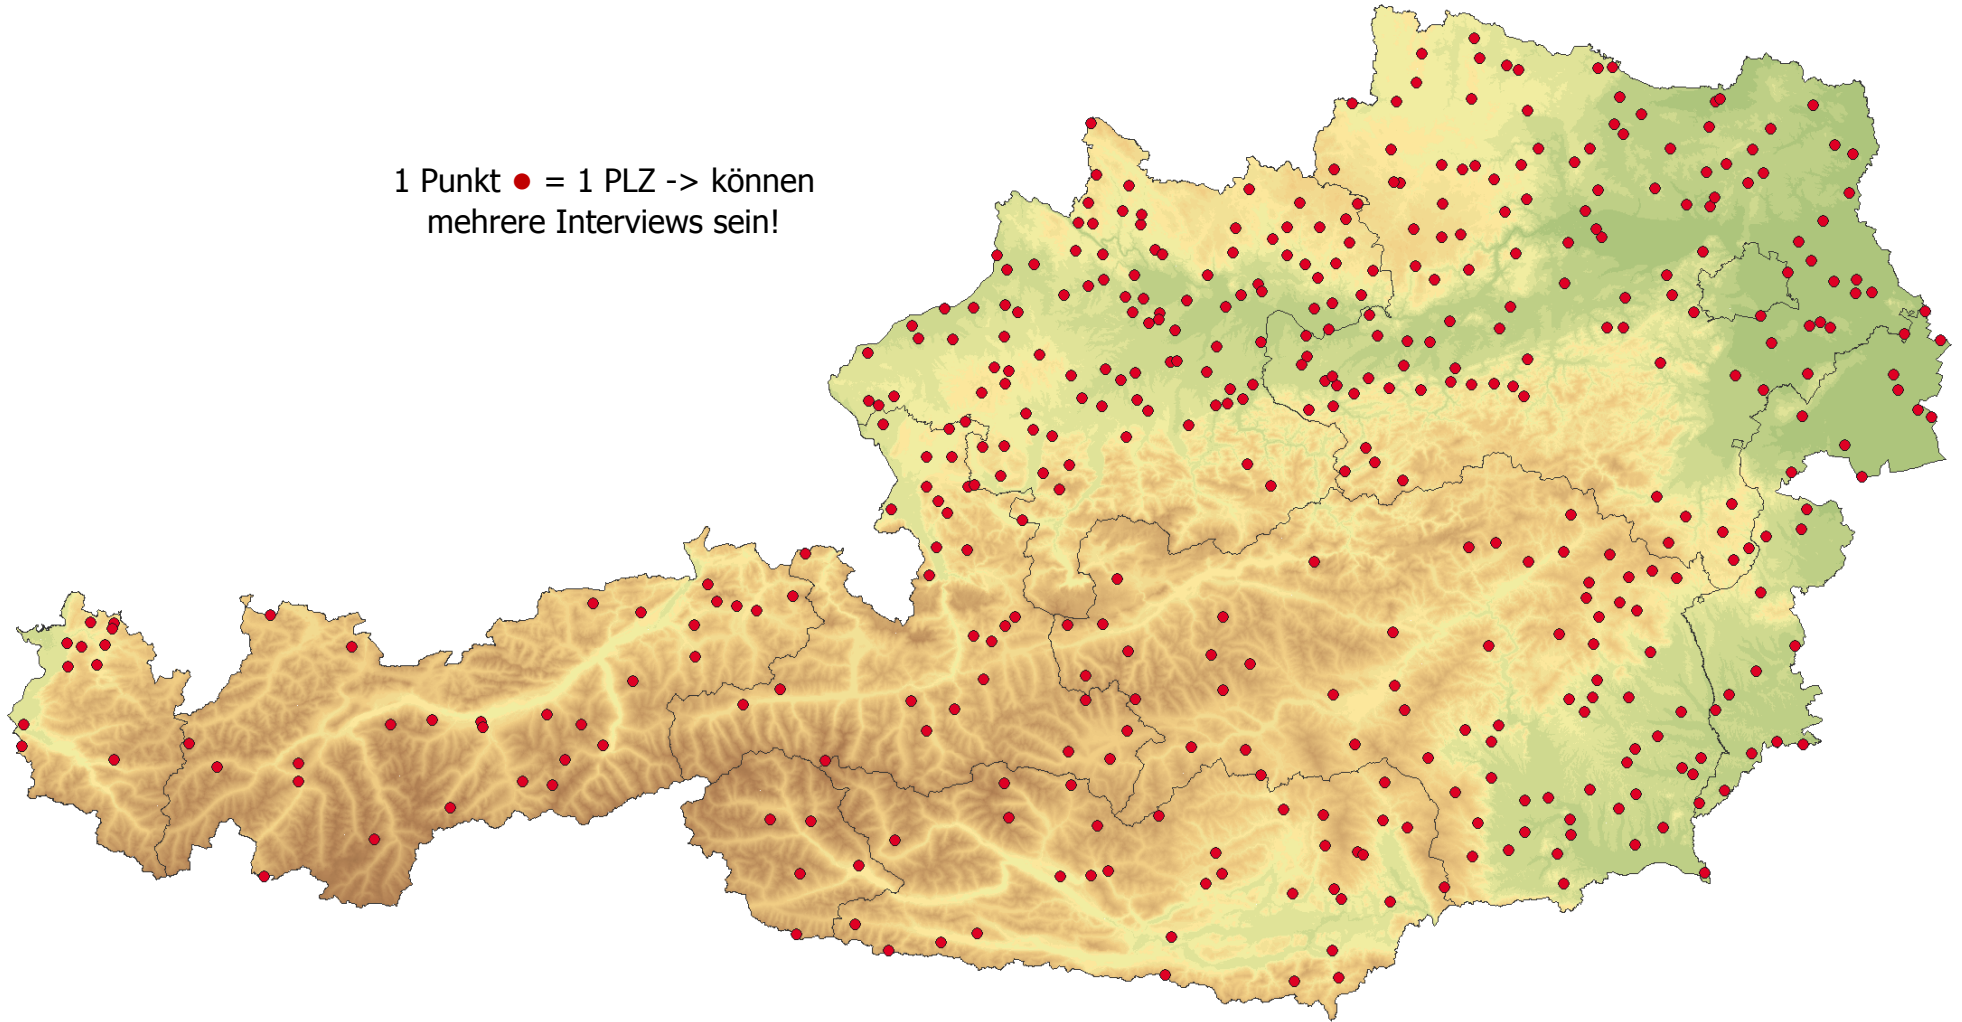 1 Punkt ● = 1 PLZ -> können
mehrere Interviews sein!